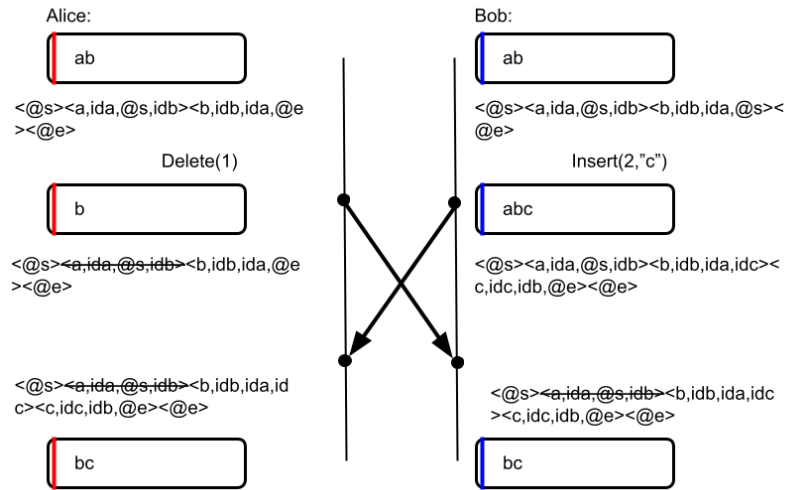 Alice:
ab
<@s><a,ida,@s,idb><b,idb,ida,@e
><@e>
Bob:
ab
<@s><a,ida,@s,idb><b,idb,ida,@s><
@e>
Delete(1)
b
<@s><a,ida,@s,idb><b,idb,ida,@e
><@e>
Insert(2,”c”)
abc
<@s><a,ida,@s,idb><b,idb,ida,idc><
c,idc,idb,@e><@e>
<@s><a,ida,@s,idb><b,idb,ida,id
c><c,idc,idb,@e><@e>
bc
<@s><a,ida,@s,idb><b,idb,ida,idc
><c,idc,idb,@e><@e>
bc